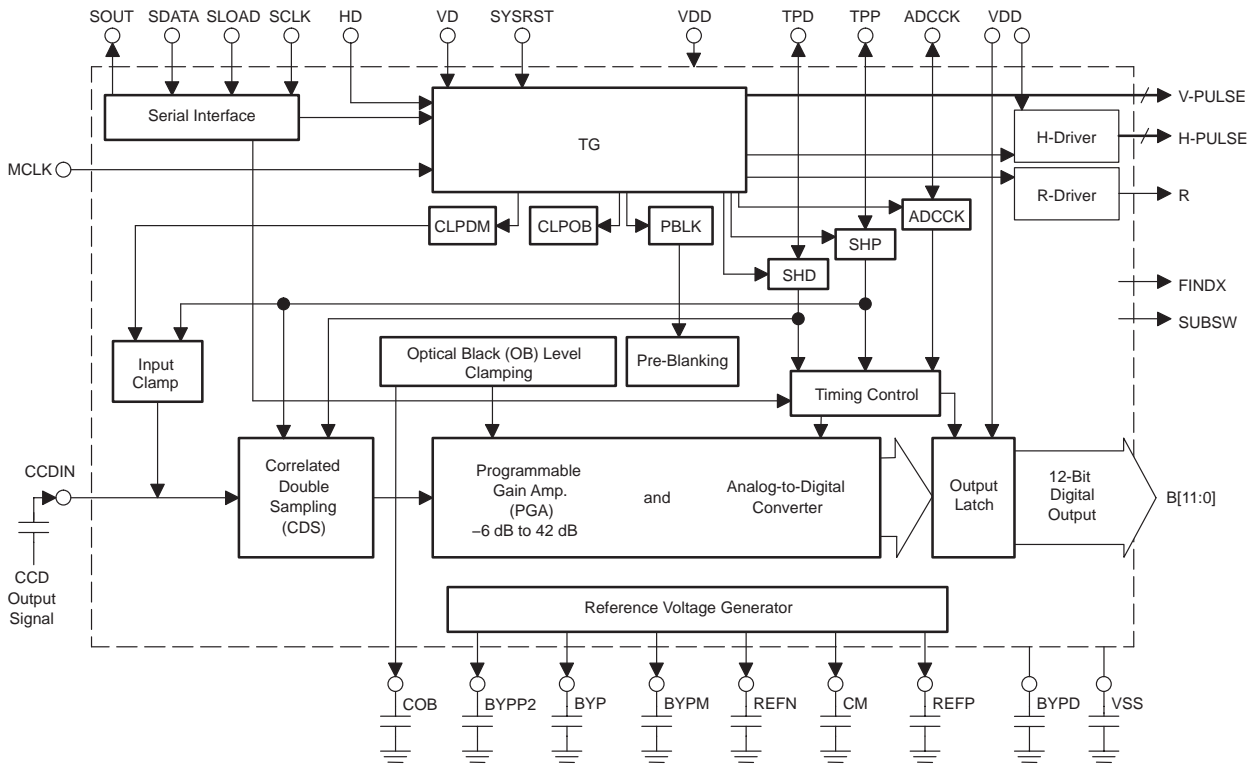 SOUT SDATA SLOAD SCLK HD VD SYSRST VDD TPD TPP ADCCK VDD
Serial Interface
TG
V-PULSE
H-Driver
H-PULSE
MCLK
R-Driver
R
CLPDM
CLPOB
PBLK
ADCCK
SHP
SHD
FINDX
SUBSW
Input
Clamp
Optical Black (OB) Level
Clamping
Pre-Blanking
Timing Control
CCDIN
Correlated
Double
Sampling
(CDS)
Programmable
Gain Amp.
(PGA)
–6 dB to 42 dB
and
Analog-to-Digital
Converter
Output
Latch
12-Bit
Digital
Output
B[11:0]
CCD
Output
Signal
Reference Voltage Generator
COB BYPP2 BYP BYPM REFN CM REFP BYPD VSS